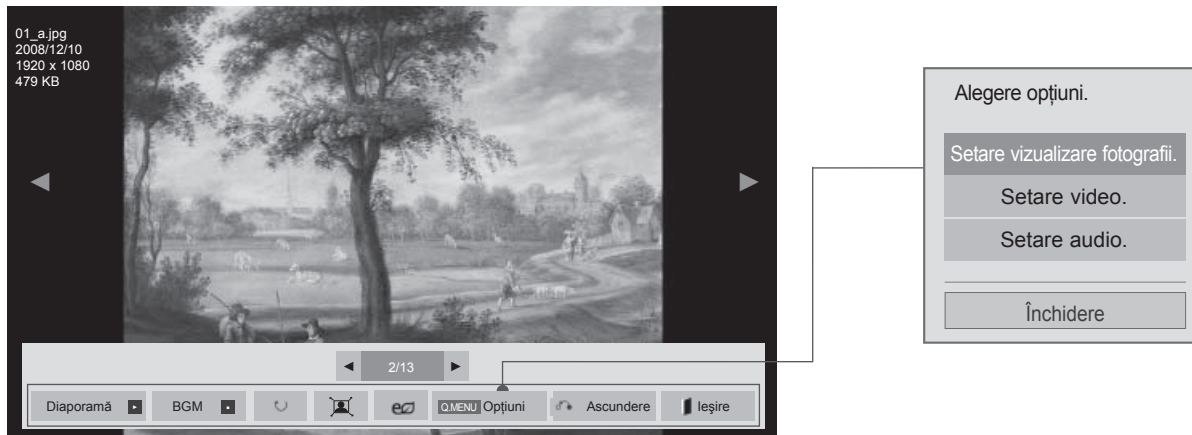 01_a.jpg
2008/12/10
1920 x 1080
479 KB
◀ 2/13 ▶
Diaporamă BGM Q.MENU Opțiuni Ascundere Ieșire
Alegere opțiuni.
Setare vizualizare fotografii.
Setare video.
Setare audio.
Închidere